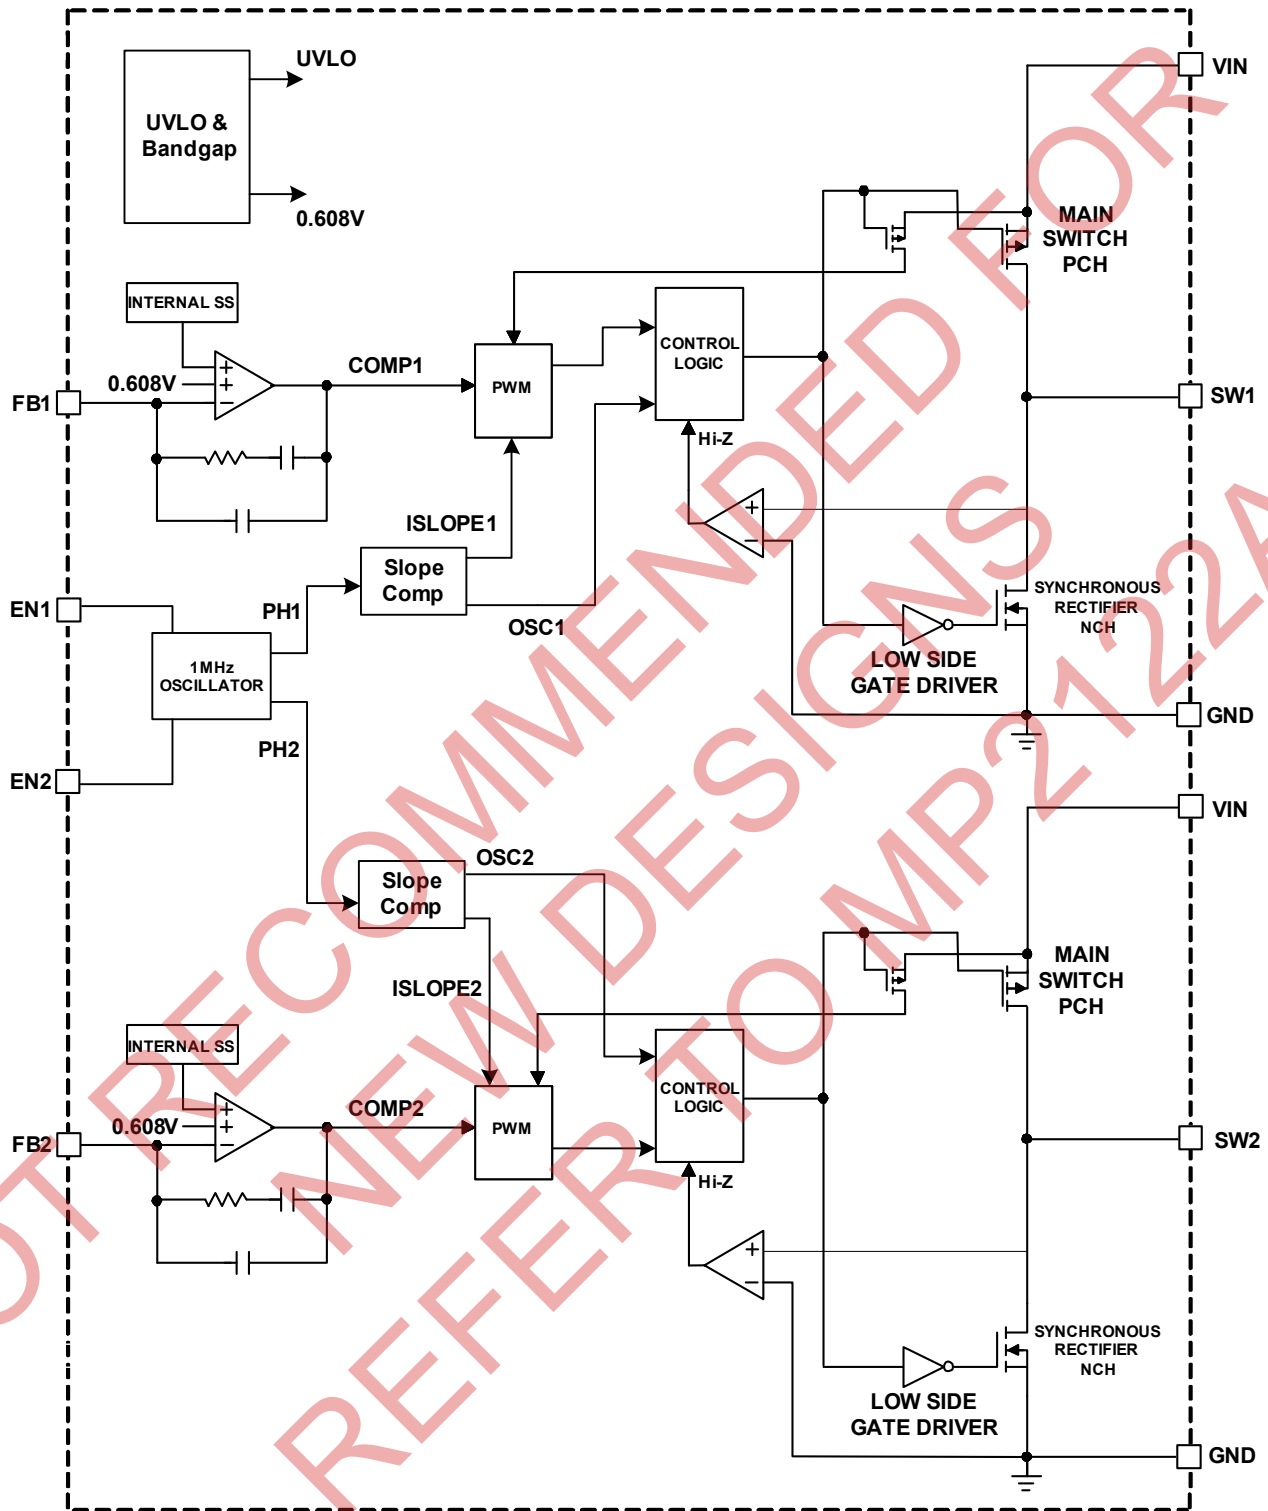 UVLO
UVLO &
Bandgap
0.608V
VIN
MAIN
SWITCH
PCH
INTERNAL SS
+
+
−
0.608V
FB1
COMP1
PWM
CONTROL
LOGIC
SW1
Hi-Z
+
−
ISLOPE1
Slope
Comp
OSC1
SYNCHRONOUS
RECTIFIER
NCH
LOW SIDE
GATE DRIVER
EN1
PH1
1MHz
OSCILLATOR
PH2
EN2
GND
VIN
OSC2
Slope
Comp
ISLOPE2
MAIN
SWITCH
PCH
INTERNAL SS
+
+
−
0.608V
FB2
COMP2
PWM
CONTROL
LOGIC
SW2
Hi-Z
+
−
SYNCHRONOUS
RECTIFIER
NCH
LOW SIDE
GATE DRIVER
GND
OT RECOMMENDED FOR
NEW DESIGNS
REFER TO MP2122A